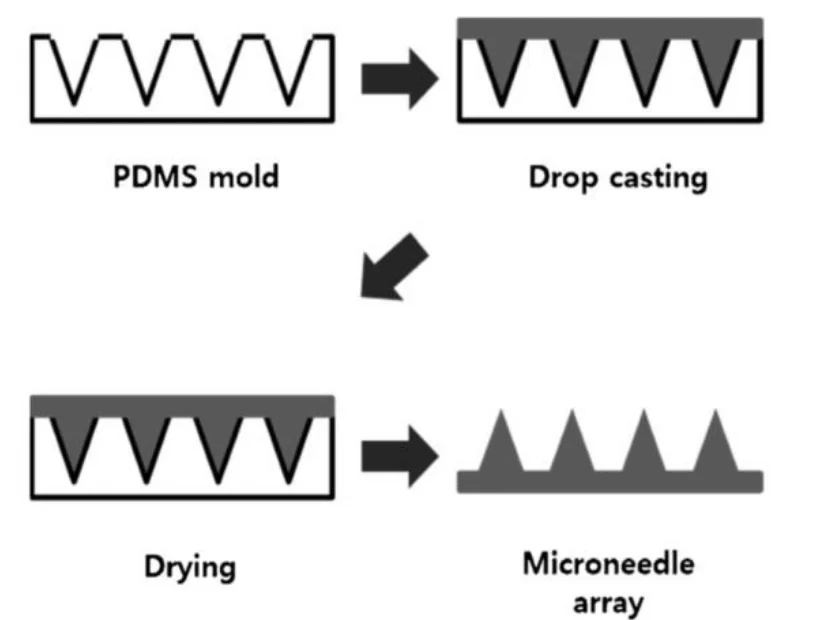 PDMS mold
Drop casting
Drying
Microneedle
array